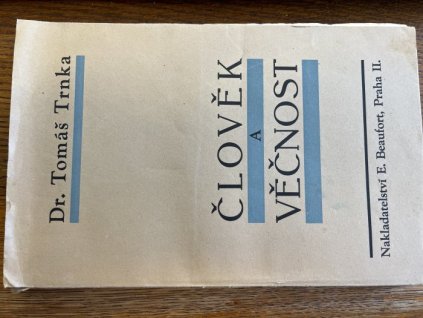 Dr. Tomáš Trnka
ČLOVĚK
A
VĚČNOST
Nakladatelství E. Beaufort, Praha II.